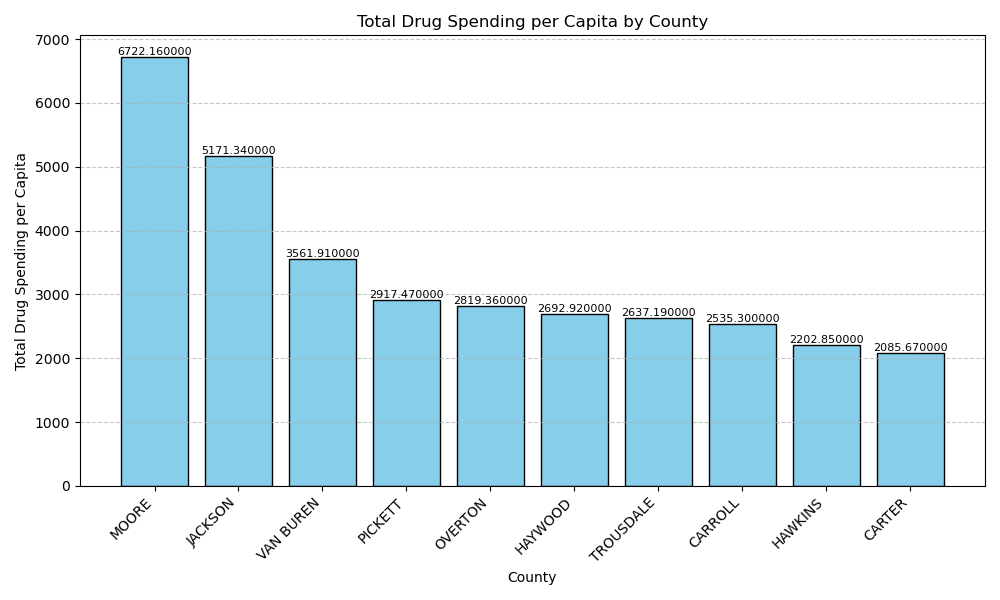 Total Drug Spending per Capita by County
Total Drug Spending per Capita
7000
6000
5000
4000
3000
2000
1000
0
6722.160000
5171.340000
3561.910000
2917.470000
2819.360000
2692.920000
2637.190000
2535.300000
2202.850000
2085.670000
MOORE
JACKSON
VAN BUREN
PICKETT
OVERTON
HAYWOOD
TROUSDALE
CARROLL
HAWKINS
CARTER
County